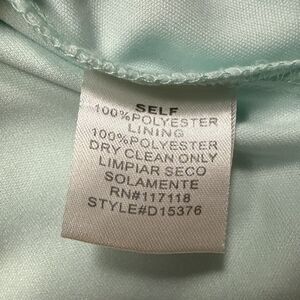 SELF
100%POLYESTER
LINING
100%POLYESTER
DRY CLEAN ONLY
LIMPIAR SECO
SOLAMENTE
RN#117118
STYLE#D15376